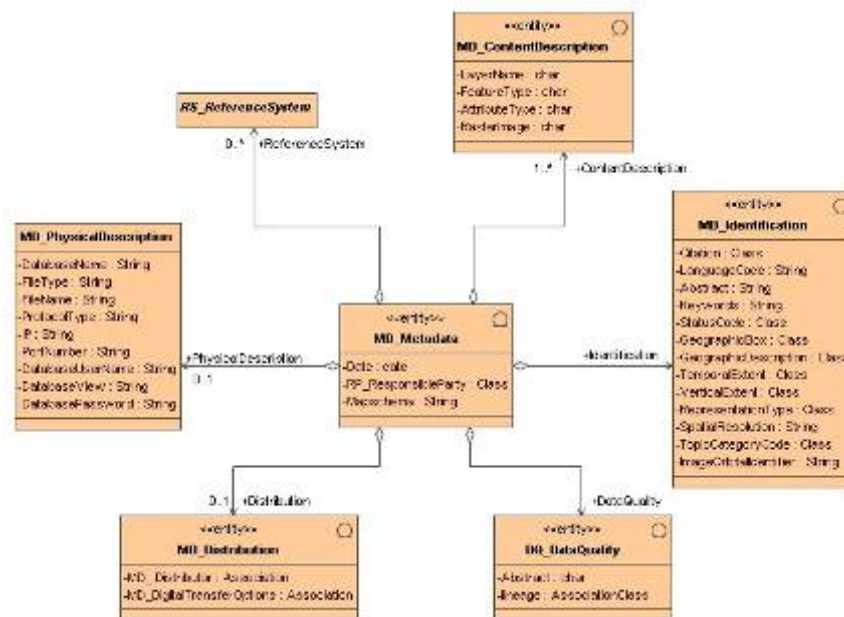 <<entity>>
MD_ContentDescription
-LayerName : char
-FeatureType : char
-AttributeType : char
-RasterImage : char
RS_ReferenceSystem
0..* +ReferenceSystem
1..* +ContentDescription
<<entity>>
MD_Identification
-Citation : Class
-LanguageCode : String
-Abstract : String
-Keywords : String
-StatusCode : Class
-GeographicBox : Class
-GeographicDescription : Class
-TemporalExtent : Class
-VerticalExtent : Class
-RepresentationType : Class
-SpatialResolution : String
-TopicCategoryCode : Class
-ImageOrbitalIdentifier : String
MD_PhysicalDescription
-DatabaseName : String
-FileType : String
-FileName : String
-ProtocolType : String
-IP : String
PortNumber : String
-DatabaseUserName : String
-DatabaseView : String
DatabasePassword : String
<<entity>>
MD_Metadata
-Date : date
-RP_ResponsibleParty : Class
-Mapschema : String
+PhysicalDescription
0..1
+Identification
0..1 +Distribution
+DataQuality
<<entity>>
MD_Distribution
-MD_Distributor : Association
-MD_DigitalTransferOptions : Association
<<entity>>
DQ_DataQuality
-Abstract : char
-lineage : AssociationClass